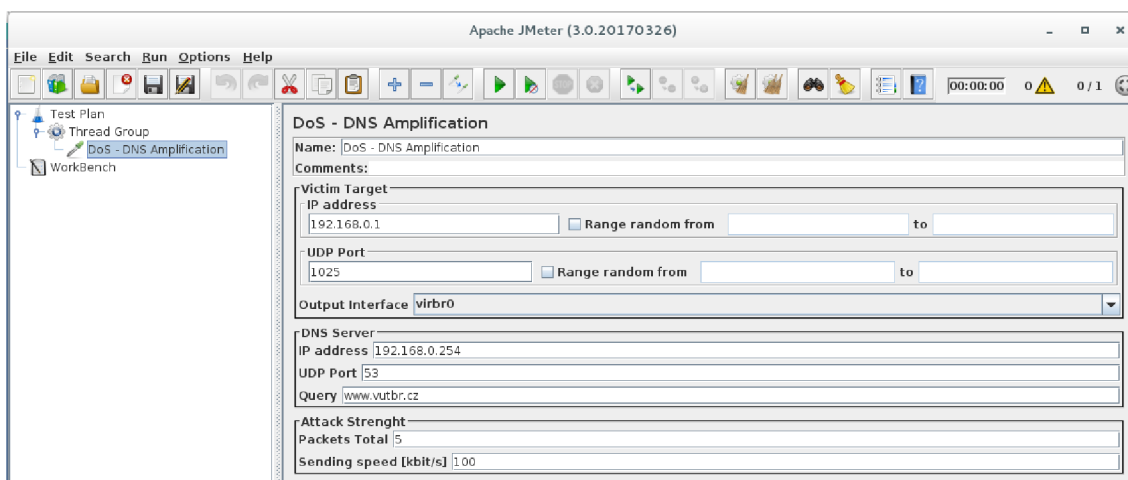 Apache JMeter (3.0.20170326)
File Edit Search Run Options Help
00:00:00 0 0 / 1
Test Plan
Thread Group
DoS - DNS Amplification
WorkBench
DoS - DNS Amplification
Name: DoS - DNS Amplification
Comments:
Victim Target
IP address
192.168.0.1 Range random from to
UDP Port
1025 Range random from to
Output Interface virbr0
DNS Server
IP address 192.168.0.254
UDP Port 53
Query www.vutbr.cz
Attack Strenght
Packets Total 5
Sending speed [kbit/s] 100